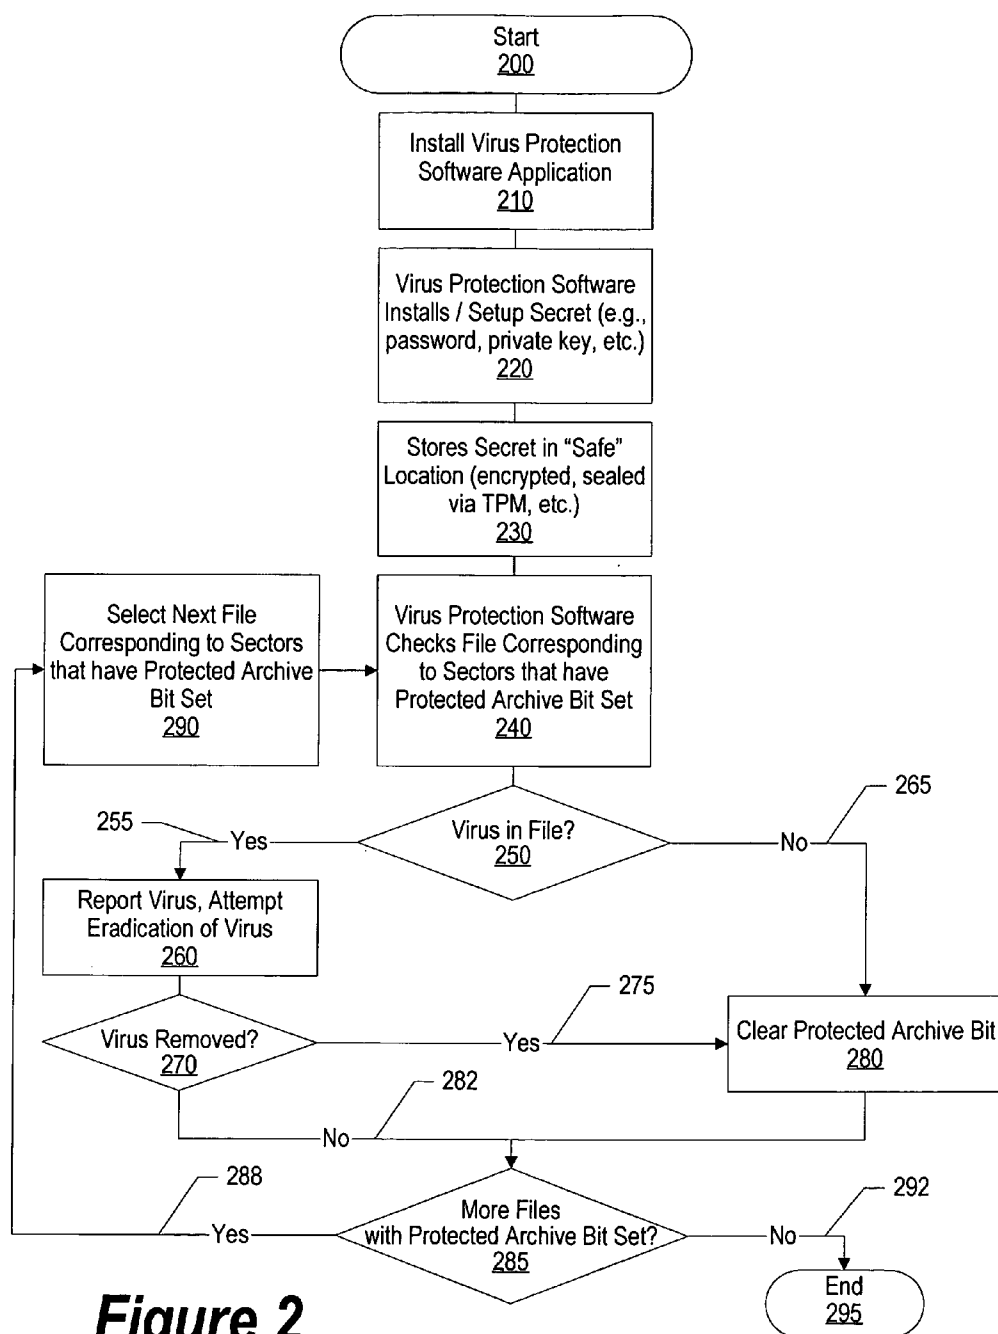 Start
200
Install Virus Protection
Software Application
210
Virus Protection Software
Installs / Setup Secret (e.g.,
password, private key, etc.)
220
Stores Secret in “Safe”
Location (encrypted, sealed
via TPM, etc.)
230
Select Next File
Corresponding to Sectors
that have Protected Archive
Bit Set
290
Virus Protection Software
Checks File Corresponding
to Sectors that have
Protected Archive Bit Set
240
255
Yes
Virus in File?
250
No
265
Report Virus, Attempt
Eradication of Virus
260
Virus Removed?
270
Yes
275
Clear Protected Archive Bit
280
No
282
288
Yes
More Files
with Protected Archive Bit Set?
285
No
292
End
295
Figure 2